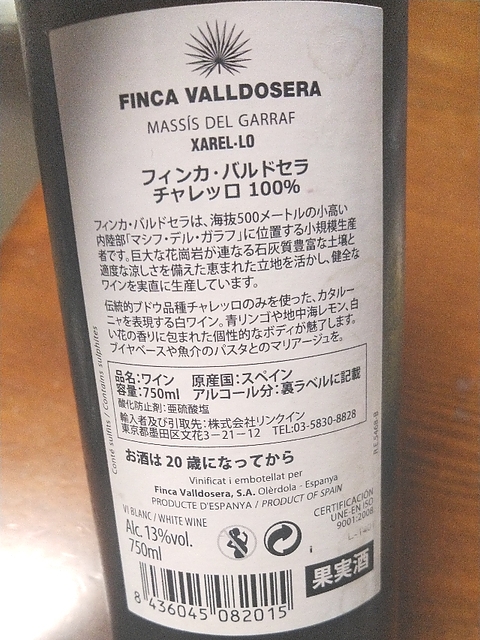 FINCA VALLDOSERA
MASSÍS DEL GARRAF
XAREL·LO
フィンカ・バルドセラ
チャレッロ 100%
フィンカ・バルドセラは、海抜500メートルの小高い
内陸部「マシフ・デル・ガラフ」に位置する小規模生産
者です。巨大な花崗岩が連なる石灰質豊富な土壌と
適度な涼しさを備えた恵まれた立地を活かし、健全な
ワインを実直に生産しています。
伝統的ブドウ品種チャレッロのみを使った、カタルー
ニャを表現する白ワイン。青リンゴや地中海レモン、白
い花の香りに包まれた個性的なボディが魅了します。
ブイヤベースや魚介のパスタとのマリアージュを。
品名:ワイン 原産国:スペイン
容量:750ml アルコール分:裏ラベルに記載
酸化防止剤:亜硫酸塩
輸入者及び引取先:株式会社リンクイン
東京都墨田区文花3-21-12 TEL:03-5830-8828
お酒は20歳になってから
Conté sulfits / Contains sulphites
R.E.5468-B
Vinificat i embotellat per
Finca Valldosera, S.A. Olèrdola - Espanya
PRODUCTE D'ESPANYA / PRODUCT OF SPAIN
VI BLANC / WHITE WINE
Alc. 13%vol.
750ml
CERTIFICACIÓN
UNE-EN ISO
9001:2008
果実酒
8 436045 082015